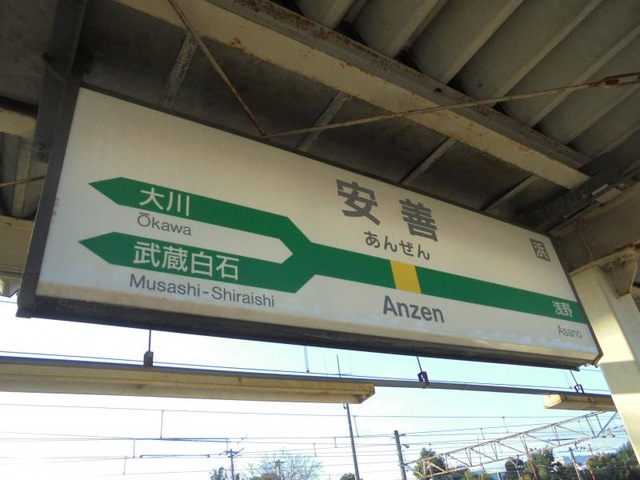 安善
あんぜん
Anzen
大川
Ōkawa
武蔵白石
Musashi-Shiraishi
浅野
Asano